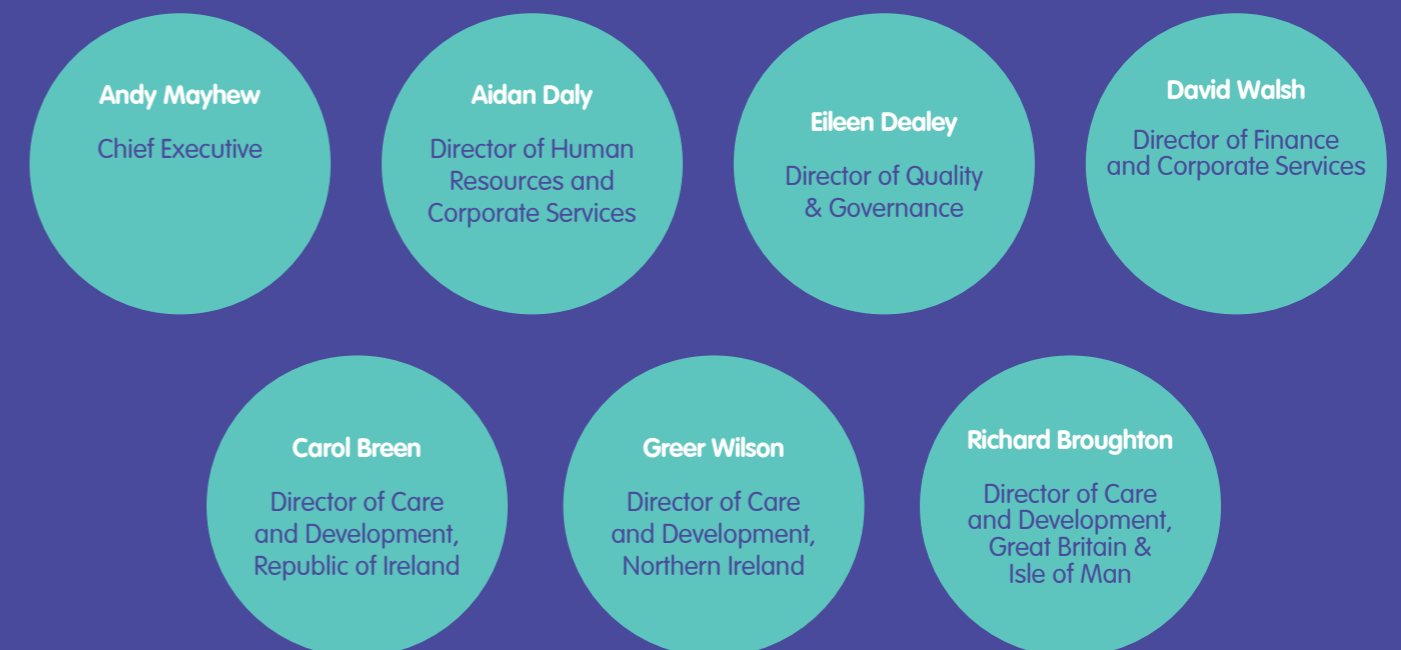 Andy Mayhew
Chief Executive
Aidan Daly
Director of Human
Resources and
Corporate Services
Eileen Dealey
Director of Quality
& Governance
David Walsh
Director of Finance
and Corporate Services
Carol Breen
Director of Care
and Development,
Republic of Ireland
Greer Wilson
Director of Care
and Development,
Northern Ireland
Richard Broughton
Director of Care
and Development,
Great Britain &
Isle of Man